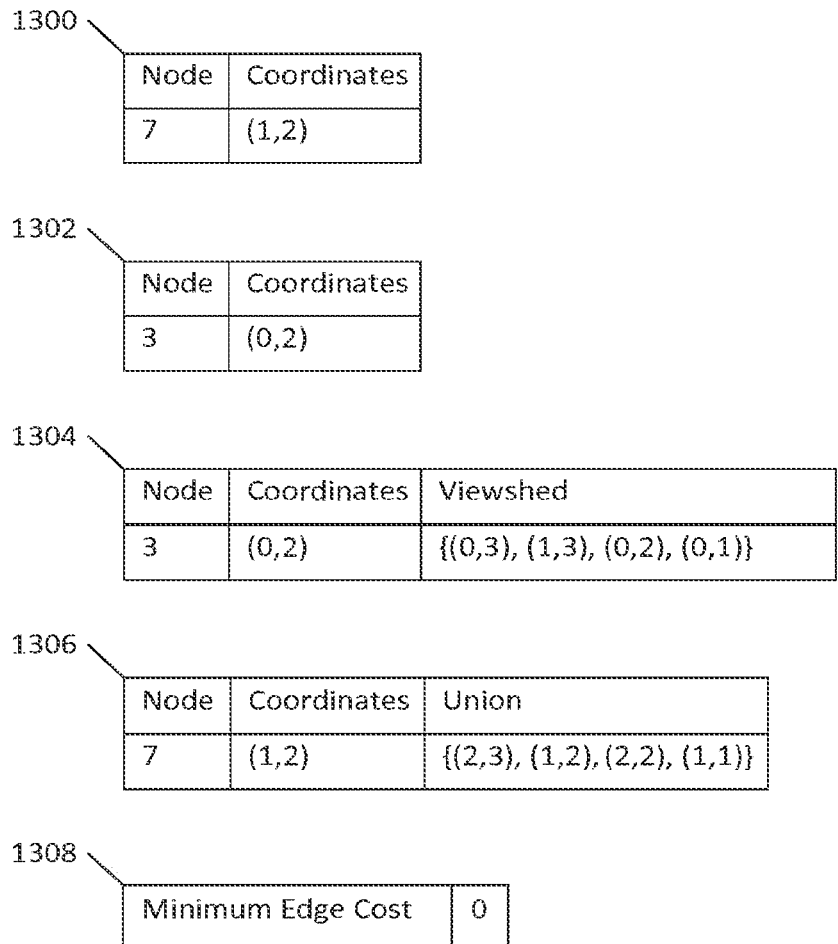 1300
Node Coordinates
7 (1,2)
1302
Node Coordinates
3 (0,2)
1304
Node Coordinates Viewshed
3 (0,2) {(0,3), (1,3), (0,2), (0,1)}
1306
Node Coordinates Union
7 (1,2) {(2,3), (1,2), (2,2), (1,1)}
1308
Minimum Edge Cost 0